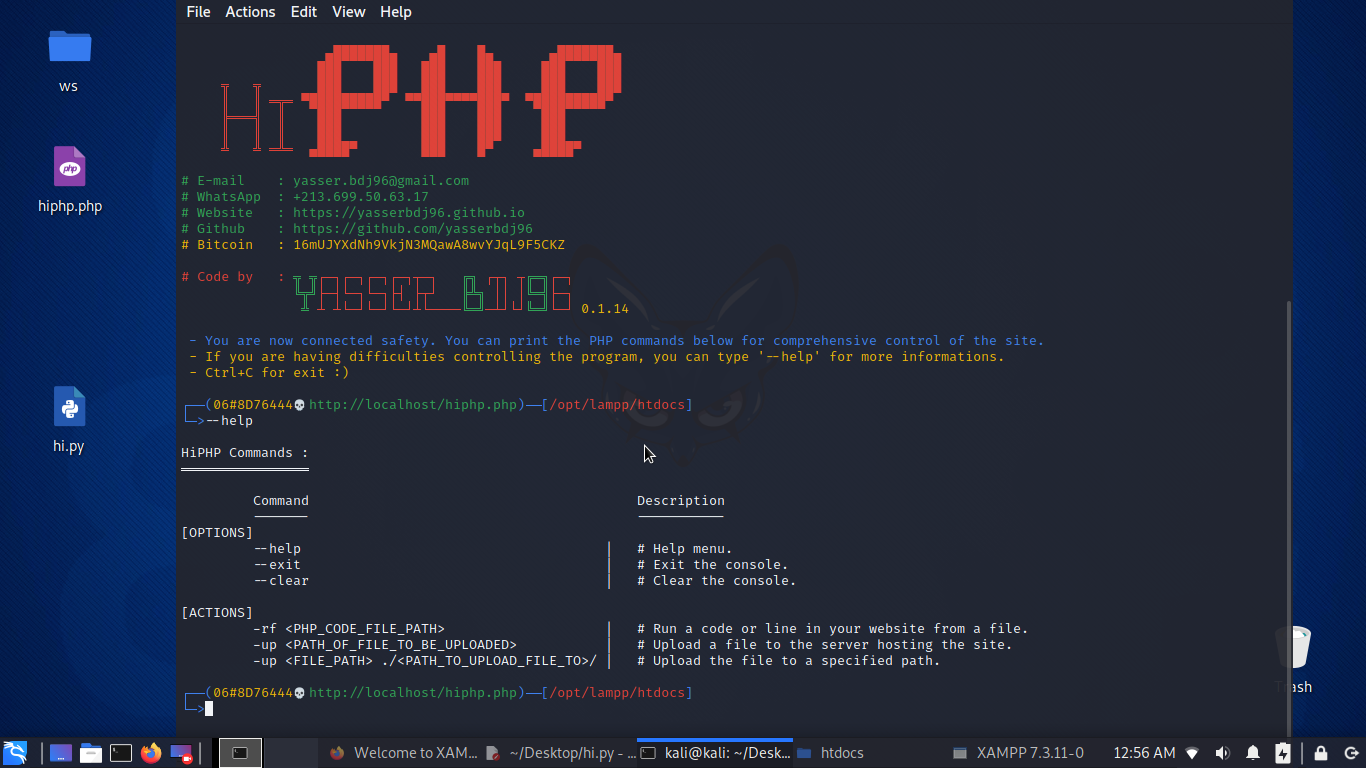 File Actions Edit View Help
ws
php
hiphp.php
hi.py
Trash
Hi PHP
# E-mail    : yasser.bdj96@gmail.com
# WhatsApp  : +213.699.50.63.17
# Website   : https://yasserbdj96.github.io
# Github    : https://github.com/yasserbdj96
# Bitcoin   : 16mUJYXdNh9VkjN3MQawA8wvYJqL9F5CKZ
# Code by   : YASSER_BDJ96 0.1.14
- You are now connected safety. You can print the PHP commands below for comprehensive control of the site.
- If you are having difficulties controlling the program, you can type '--help' for more informations.
- Ctrl+C for exit :)
(06#8D76444💀http://localhost/hiphp.php)—[/opt/lampp/htdocs]
>--help
HiPHP Commands :
Command Description
[OPTIONS]
--help | # Help menu.
--exit | # Exit the console.
--clear | # Clear the console.
[ACTIONS]
-rf <PHP_CODE_FILE_PATH> | # Run a code or line in your website from a file.
-up <PATH_OF_FILE_TO_BE_UPLOADED> | # Upload a file to the server hosting the site.
-up <FILE_PATH> ./<PATH_TO_UPLOAD_FILE_TO>/ | # Upload the file to a specified path.
(06#8D76444💀http://localhost/hiphp.php)—[/opt/lampp/htdocs]
>
Welcome to XAM... ~/Desktop/hi.py - ... kali@kali: ~/Desk... htdocs XAMPP 7.3.11-0 12:56 AM